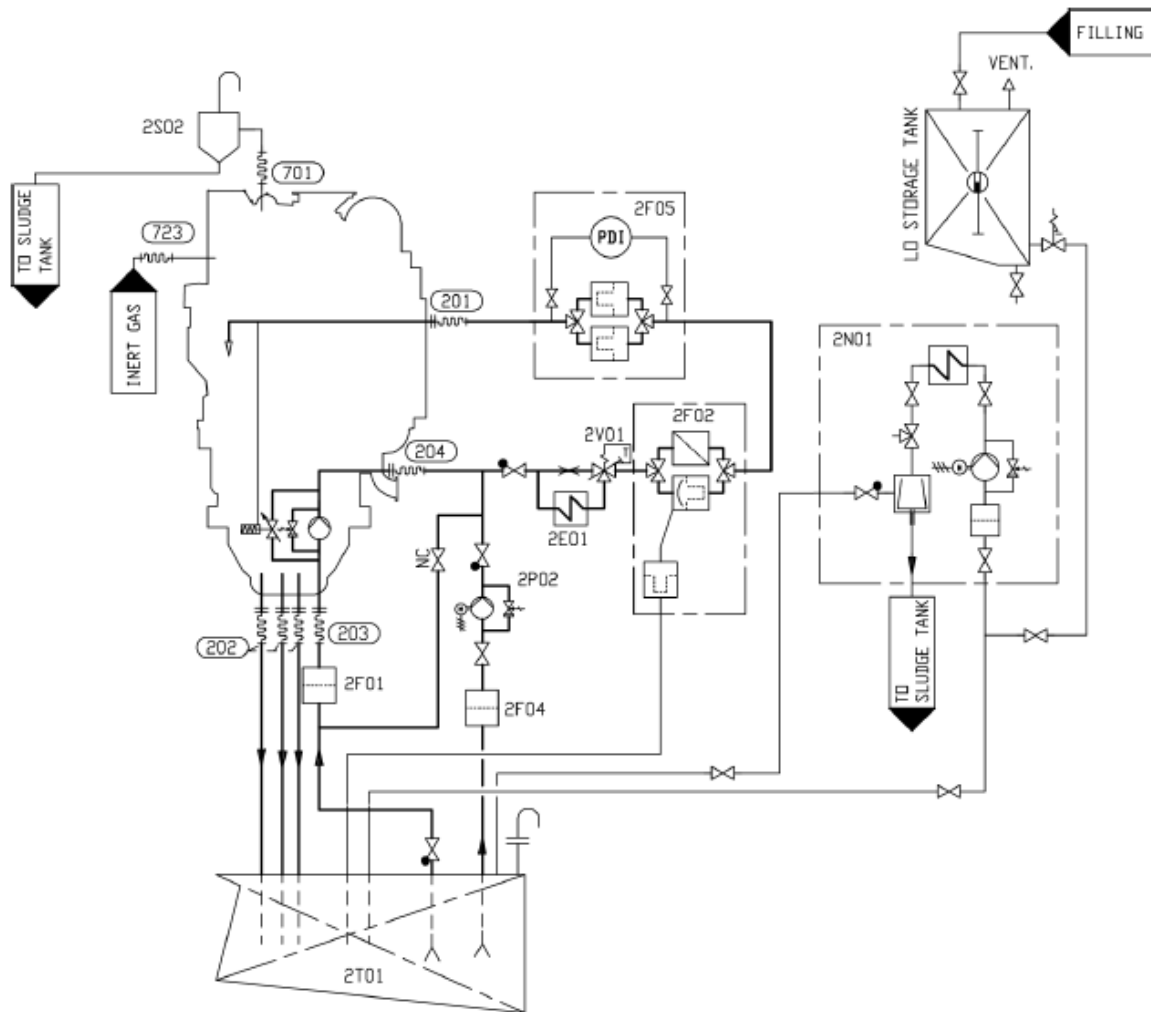 FILLING
VENT.
2S02
701
LO STORAGE TANK
TO SLUDGE
TANK
723
2F05
PDI
INERT GAS
201
2N01
2F02
2V01
204
2E01
NC
2P02
M
M
202
203
2F01
2F04
TO
SLUDGE TANK
2T01